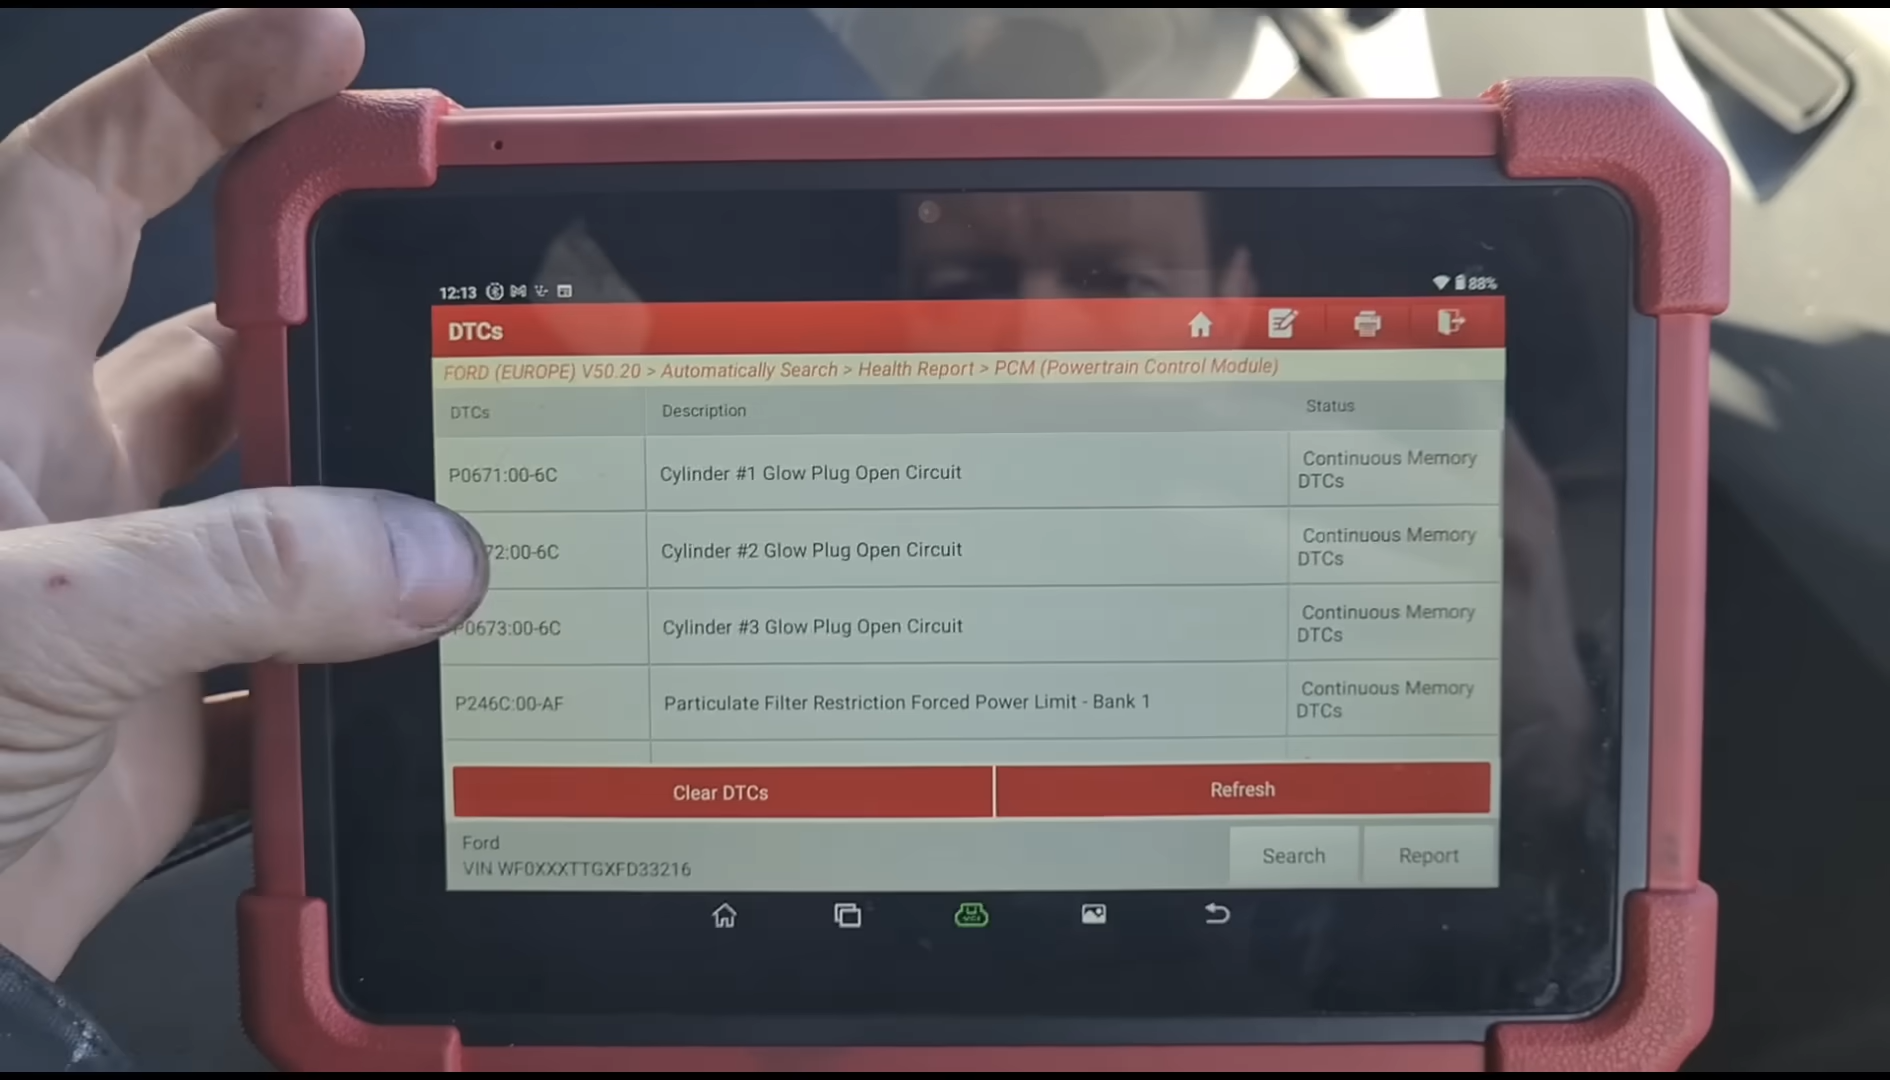 12:13 88%
DTCs
FORD (EUROPE) V50.20 > Automatically Search > Health Report > PCM (Powertrain Control Module)
DTCs Description Status
P0671:00-6C Cylinder #1 Glow Plug Open Circuit Continuous Memory
DTCs
72:00-6C Cylinder #2 Glow Plug Open Circuit Continuous Memory
DTCs
P0673:00-6C Cylinder #3 Glow Plug Open Circuit Continuous Memory
DTCs
P246C:00-AF Particulate Filter Restriction Forced Power Limit - Bank 1 Continuous Memory
DTCs
Clear DTCs Refresh
Ford
VIN WF0XXXTTGXFD33216
Search Report
VCI